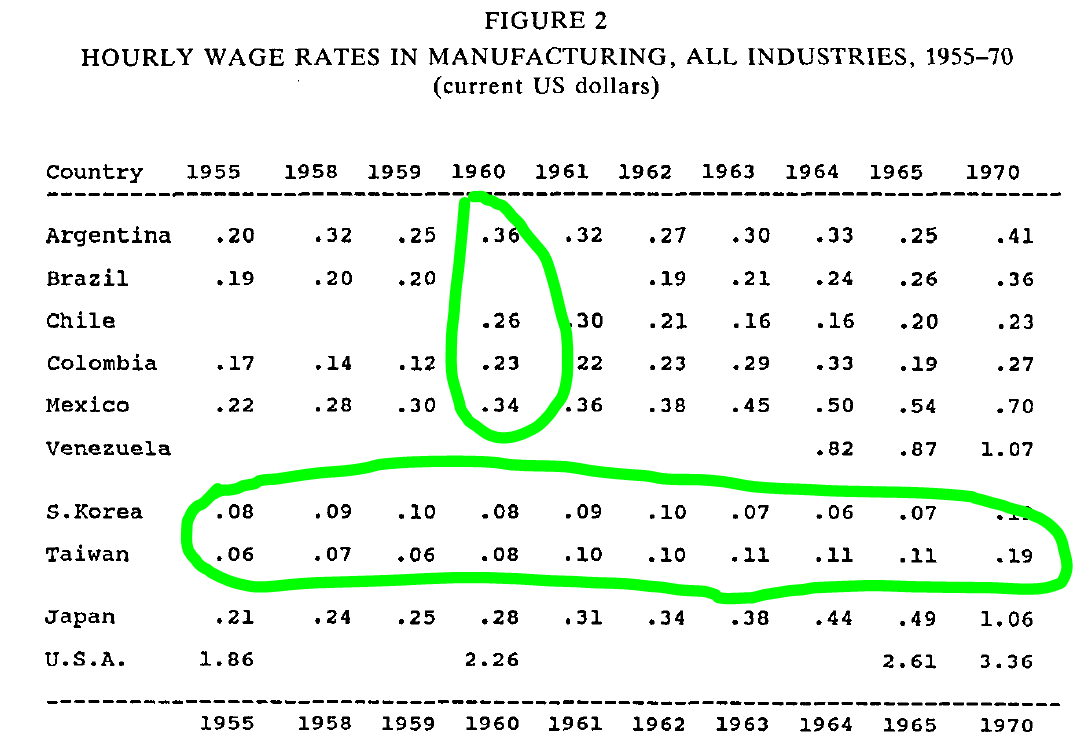 FIGURE 2
HOURLY WAGE RATES IN MANUFACTURING, ALL INDUSTRIES, 1955–70
(current US dollars)
Country 1955 1958 1959 1960 1961 1962 1963 1964 1965 1970
Argentina .20 .32 .25 .36 .32 .27 .30 .33 .25 .41
Brazil .19 .20 .20 .19 .21 .24 .26 .36
Chile .26 .30 .21 .16 .16 .20 .23
Colombia .17 .14 .12 .23 .22 .23 .29 .33 .19 .27
Mexico .22 .28 .30 .34 .36 .38 .45 .50 .54 .70
Venezuela .82 .87 1.07
S.Korea .08 .09 .10 .08 .09 .10 .07 .06 .07
Taiwan .06 .07 .06 .08 .10 .10 .11 .11 .11 .19
Japan .21 .24 .25 .28 .31 .34 .38 .44 .49 1.06
U.S.A. 1.86 2.26 2.61 3.36
1955 1958 1959 1960 1961 1962 1963 1964 1965 1970